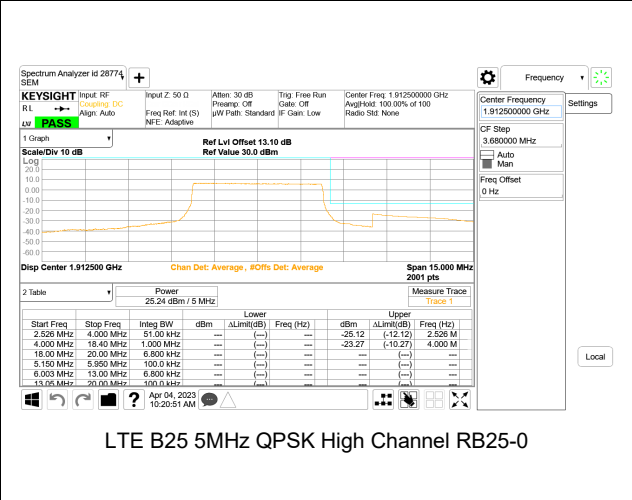 Spectrum Analyzer id 28774
SEM
+
Frequency
KEYSIGHT
RL
PASS
Input: RF
Coupling: DC
Align: Auto
Input Z: 50 Ω
Freq Ref: Int (S)
NFE: Adaptive
Atten: 30 dB
Preamp: Off
µW Path: Standard
Trig: Free Run
Gate: Off
IF Gain: Low
Center Freq: 1.912500000 GHz
Avg|Hold: 100.00% of 100
Radio Std: None
Center Frequency
1.912500000 GHz
Settings
CF Step
3.680000 MHz
Auto
Man
Freq Offset
0 Hz
Local
1 Graph
Scale/Div 10 dB
Ref Lvl Offset 13.10 dB
Ref Value 30.0 dBm
Log
20.0
10.0
0.00
-10.0
-20.0
-30.0
-40.0
-50.0
-60.0
Disp Center 1.912500 GHz
Chan Det: Average, #Offs Det: Average
Span 15.000 MHz
2001 pts
2 Table
Power
25.24 dBm / 5 MHz
Measure Trace
Trace 1
Lower Upper
Start Freq Stop Freq Integ BW dBm ΔLimit(dB) Freq (Hz) dBm ΔLimit(dB) Freq (Hz)
2.526 MHz 4.000 MHz 51.00 kHz --- (---) --- -25.12 (-12.12) 2.526 M
4.000 MHz 18.40 MHz 1.000 MHz --- (---) --- -23.27 (-10.27) 4.000 M
18.00 MHz 20.00 MHz 6.800 kHz --- (---) --- --- (---) ---
5.150 MHz 5.950 MHz 100.0 kHz --- (---) --- --- (---) ---
6.003 MHz 13.00 MHz 6.800 kHz --- (---) --- --- (---) ---
13.05 MHz 20.00 MHz 100.0 kHz --- (---) --- --- (---) ---
?
Apr 04, 2023
10:20:51 AM
LTE B25 5MHz QPSK High Channel RB25-0